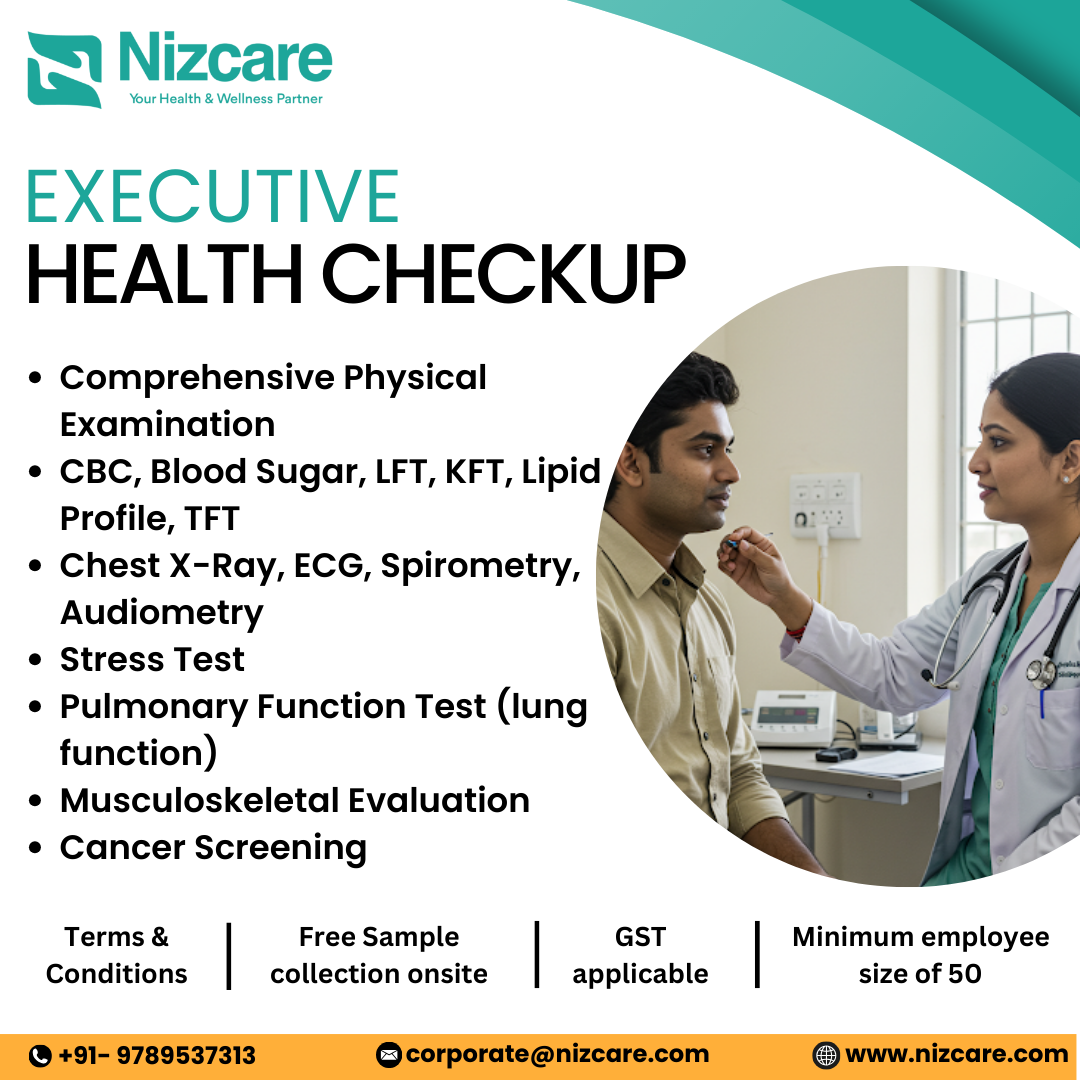 Nizcare
Your Health & Wellness Partner
EXECUTIVE
HEALTH CHECKUP
• Comprehensive Physical
Examination
• CBC, Blood Sugar, LFT, KFT, Lipid
Profile, TFT
• Chest X-Ray, ECG, Spirometry,
Audiometry
• Stress Test
• Pulmonary Function Test (lung
function)
• Musculoskeletal Evaluation
• Cancer Screening
Terms &
Conditions
Free Sample
collection onsite
GST
applicable
Minimum employee
size of 50
+91- 9789537313
corporate@nizcare.com
www.nizcare.com